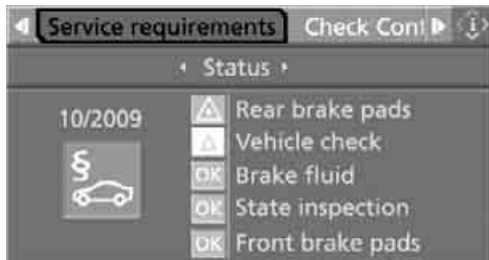 Service requirements Check Cont
Status
10/2009
§
Rear brake pads
Vehicle check
OK Brake fluid
OK State inspection
OK Front brake pads